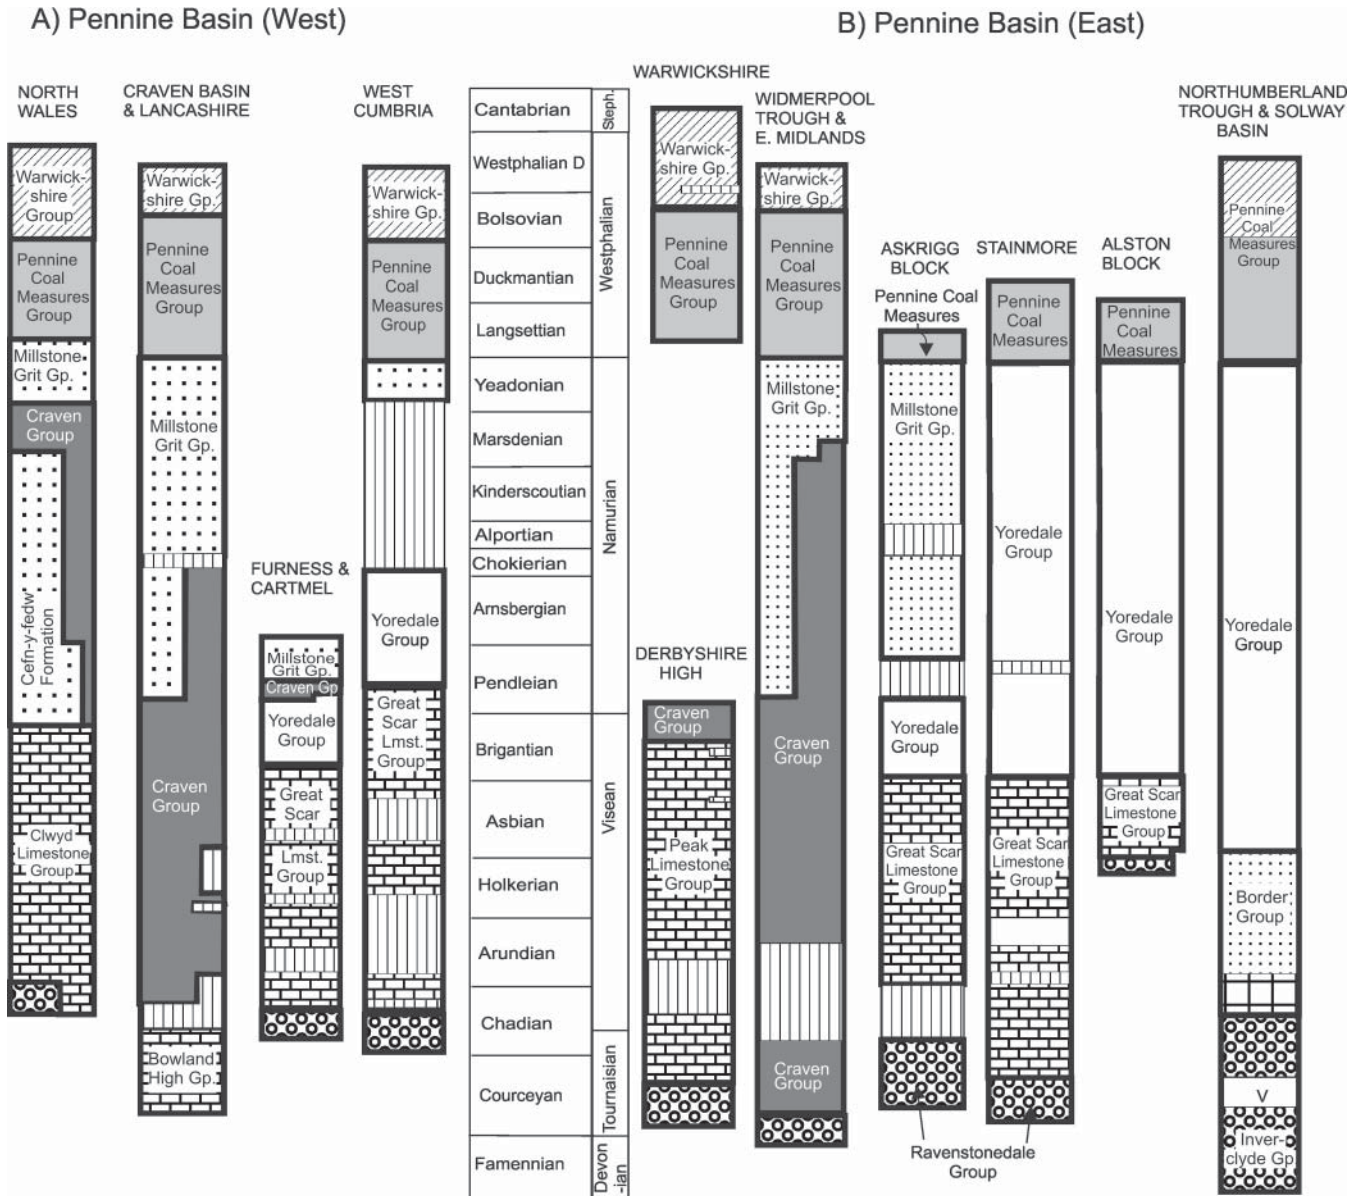 A) Pennine Basin (West)
B) Pennine Basin (East)
NORTH
WALES
Warwick-
shire
Group
Pennine
Coal
Measures
Group
Millstone
Grit Gp.
Craven
Group
Cefn-y-fedw
Formation
Clwyd
Limestone
Group
CRAVEN BASIN
& LANCASHIRE
Warwick-
shire Gp.
Pennine
Coal
Measures
Group
Millstone
Grit Gp.
Craven
Group
Bowland
High Gp.
FURNESS &
CARTMEL
Millstone
Grit Gp.
Craven Gp
Yoredale
Group
Great
Scar
Lmst.
Group
WEST
CUMBRIA
Warwick-
shire Gp.
Pennine
Coal
Measures
Group
Yoredale
Group
Great
Scar
Lmst.
Group
Cantabrian
Westphalian D
Bolsovian
Duckmantian
Langsettian
Yeadonian
Marsdenian
Kinderscoutian
Alportian
Chokierian
Arnsbergian
Pendleian
Brigantian
Asbian
Holkerian
Arundian
Chadian
Courceyan
Famennian
Steph.
Westphalian
Namurian
Visean
Tournaisian
Devon
-ian
WARWICKSHIRE
Warwick-
shire Gp.
Pennine
Coal
Measures
Group
DERBYSHIRE
HIGH
Craven
Group
Peak
Limestone
Group
WIDMERPOOL
TROUGH &
E. MIDLANDS
Warwick-
shire Gp.
Pennine
Coal
Measures
Group
Millstone
Grit Gp.
Craven
Group
Craven
Group
ASKRIGG
BLOCK
Pennine Coal
Measures
Millstone
Grit Gp.
Yoredale
Group
Great Scar
Limestone
Group
STAINMORE
Pennine
Coal
Measures
Yoredale
Group
Great Scar
Limestone
Group
Ravenstonedale
Group
ALSTON
BLOCK
Pennine
Coal
Measures
Yoredale
Group
Great Scar
Limestone
Group
NORTHUMBERLAND
TROUGH & SOLWAY
BASIN
Pennine
Coal
Measures
Group
Yoredale
Group
Border
Group
V
Inver-
clyde Gp